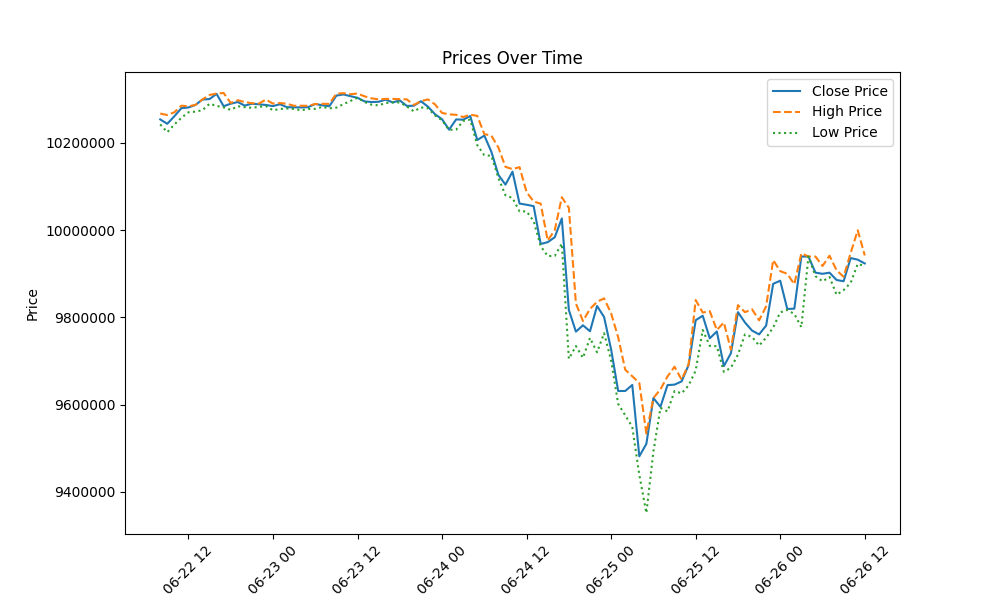 Prices Over Time
Close Price
High Price
Low Price
10200000
10000000
9800000
9600000
9400000
Price
06-22 12
06-23 00
06-23 12
06-24 00
06-24 12
06-25 00
06-25 12
06-26 00
06-26 12